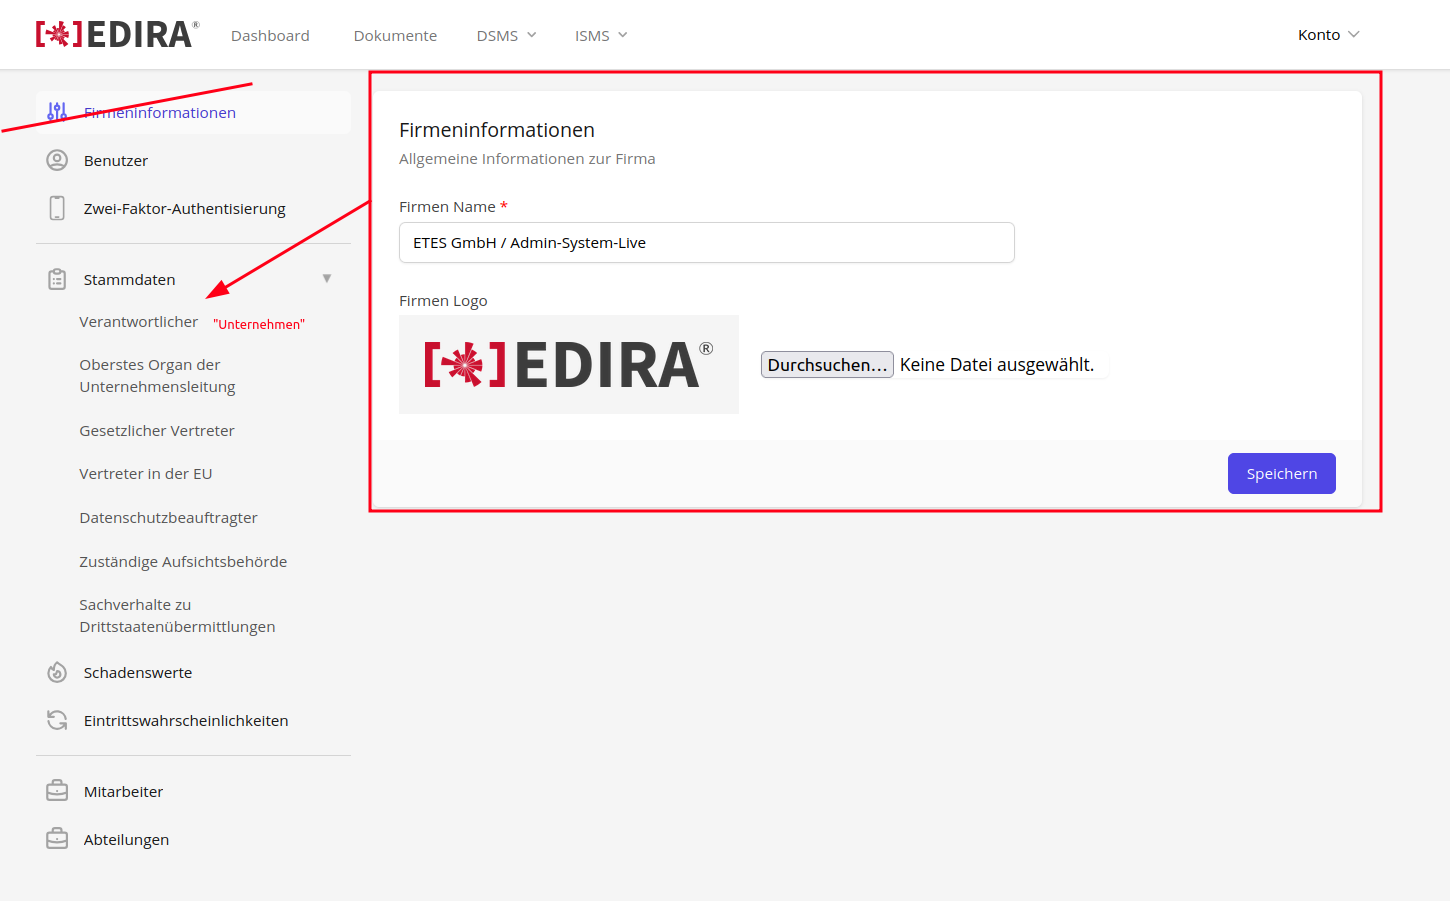 [*]EDIRA®
Dashboard
Dokumente
DSMS
ISMS
Konto
Firmeninformationen
Benutzer
Zwei-Faktor-Authentisierung
Stammdaten
Verantwortlicher
"Unternehmen"
Oberstes Organ der
Unternehmensleitung
Gesetzlicher Vertreter
Vertreter in der EU
Datenschutzbeauftragter
Zuständige Aufsichtsbehörde
Sachverhalte zu
Drittstaatenübermittlungen
Schadenswerte
Eintrittswahrscheinlichkeiten
Mitarbeiter
Abteilungen
Firmeninformationen
Allgemeine Informationen zur Firma
Firmen Name *
ETES GmbH / Admin-System-Live
Firmen Logo
[*]EDIRA®
Durchsuchen... Keine Datei ausgewählt.
Speichern